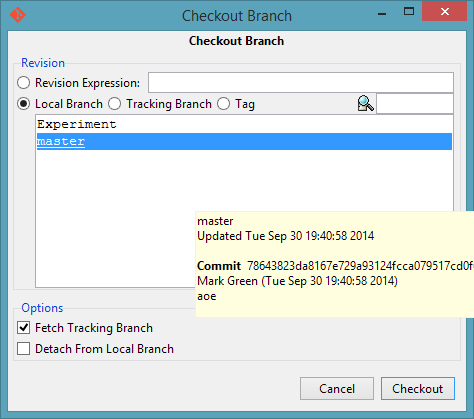 Checkout Branch
Checkout Branch
Revision
Revision Expression:
Local Branch Tracking Branch Tag
Experiment
master
master
Updated Tue Sep 30 19:40:58 2014
Commit 78643823da8167e729a93124fcca079517cd0f
Mark Green (Tue Sep 30 19:40:58 2014)
aoe
Options
Fetch Tracking Branch
Detach From Local Branch
Cancel Checkout